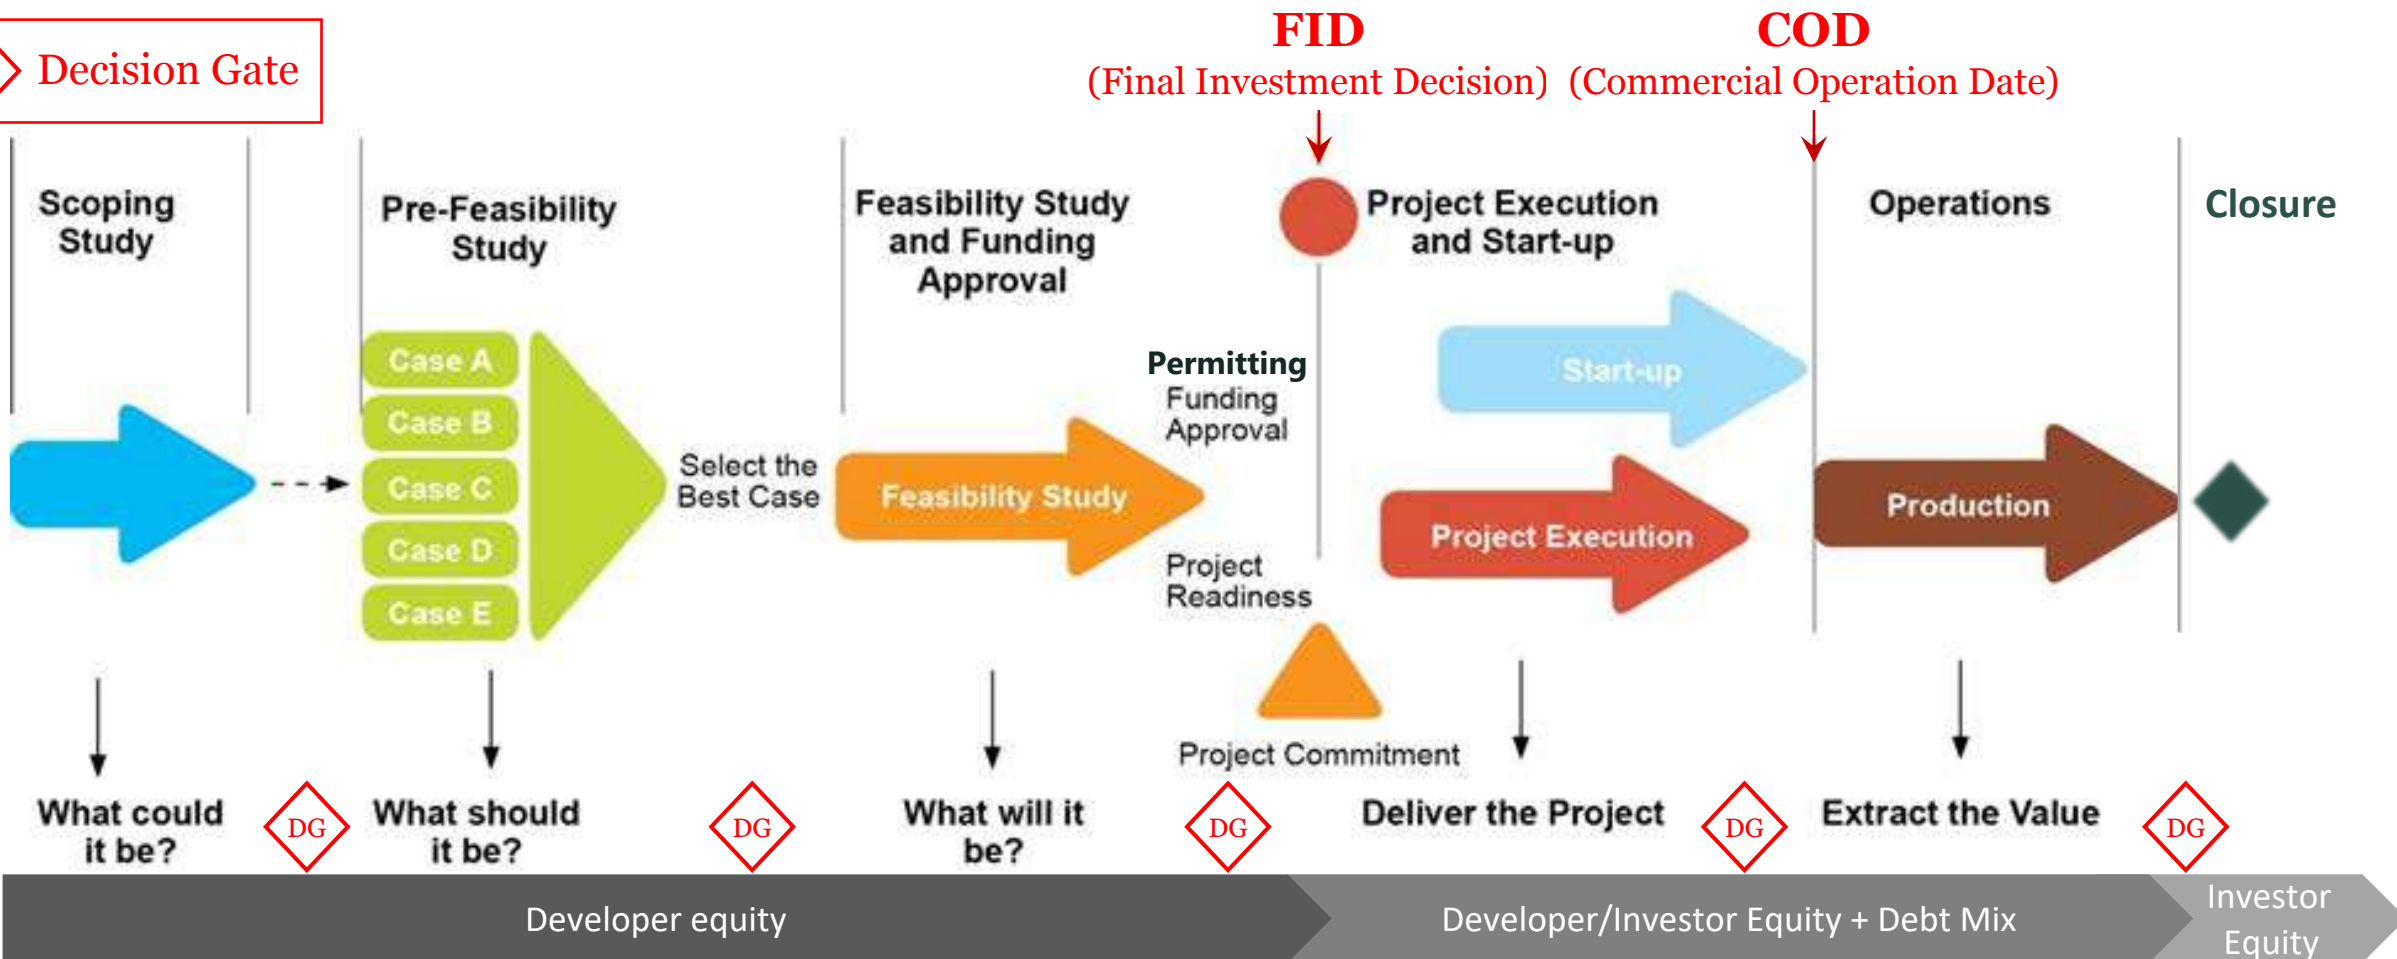 Decision Gate
FID
(Final Investment Decision)
COD
(Commercial Operation Date)
Scoping
Study
Pre-Feasibility
Study
Feasibility Study
and Funding
Approval
Project Execution
and Start-up
Operations
Closure
Case A
Case B
Case C
Case D
Case E
Select the
Best Case
Feasibility Study
Permitting
Funding
Approval
Project
Readiness
Start-up
Project Execution
Production
Project Commitment
What could
it be?
DG
What should
it be?
DG
What will it
be?
DG
Deliver the Project
DG
Extract the Value
DG
Developer equity
Developer/Investor Equity + Debt Mix
Investor
Equity